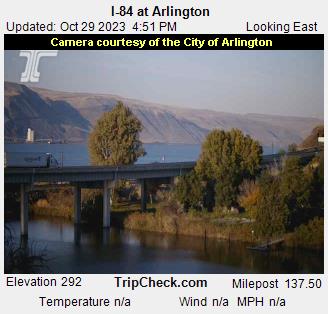 I-84 at Arlington
Updated: Oct 29 2023 4:51 PM Looking East
Camera courtesy of the City of Arlington
Elevation 292 TripCheck.com Milepost 137.50
Temperature n/a Wind n/a MPH n/a